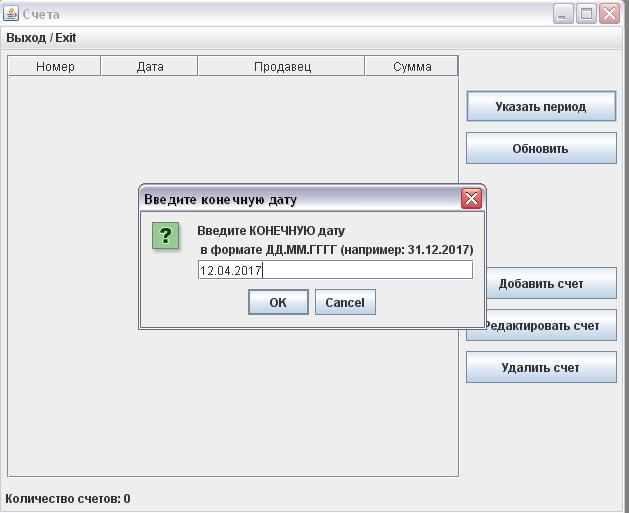 Счета
Выход / Exit
Номер Дата Продавец Сумма
Указать период
Обновить
Введите конечную дату
?
Введите КОНЕЧНУЮ дату
в формате ДД.ММ.ГГГГ (например: 31.12.2017)
12.04.2017
OK Cancel
Добавить счет
Редактировать счет
Удалить счет
Количество счетов: 0